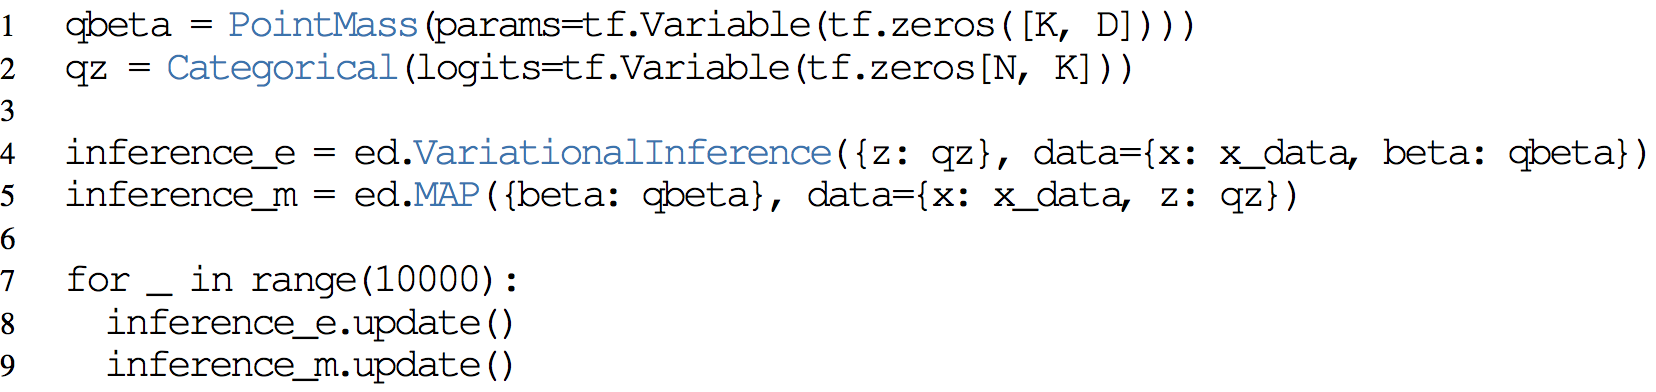 1 qbeta = PointMass(params=tf.Variable(tf.zeros([K, D])))
2 qz = Categorical(logits=tf.Variable(tf.zeros[N, K]))
3
4 inference_e = ed.VariationalInference({z: qz}, data={x: x_data, beta: qbeta})
5 inference_m = ed.MAP({beta: qbeta}, data={x: x_data, z: qz})
6
7 for _ in range(10000):
8 inference_e.update()
9 inference_m.update()